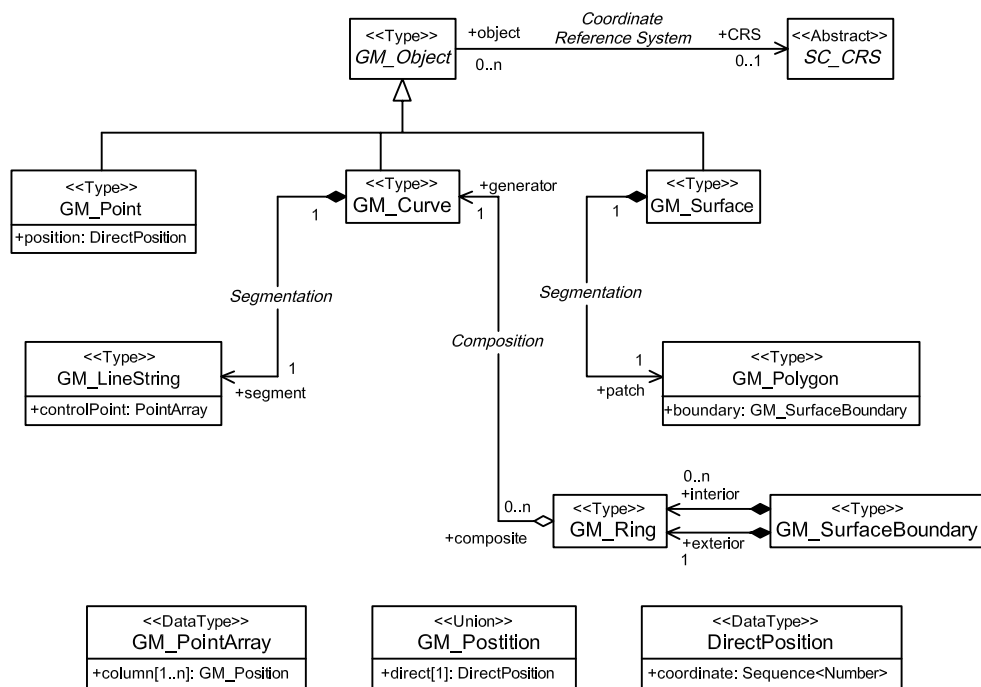 <<Type>>
GM_Object
+object
0..n
Coordinate
Reference System
+CRS
0..1
<<Abstract>>
SC_CRS
<<Type>>
GM_Point
+position: DirectPosition
<<Type>>
GM_Curve
1
+generator
1
<<Type>>
GM_Surface
1
Segmentation
Composition
Segmentation
<<Type>>
GM_LineString
+controlPoint: PointArray
1
+segment
1
+patch
<<Type>>
GM_Polygon
+boundary: GM_SurfaceBoundary
0..n
+composite
<<Type>>
GM_Ring
0..n
+interior
+exterior
1
<<Type>>
GM_SurfaceBoundary
<<DataType>>
GM_PointArray
+column[1..n]: GM_Position
<<Union>>
GM_Postition
+direct[1]: DirectPosition
<<DataType>>
DirectPosition
+coordinate: Sequence<Number>